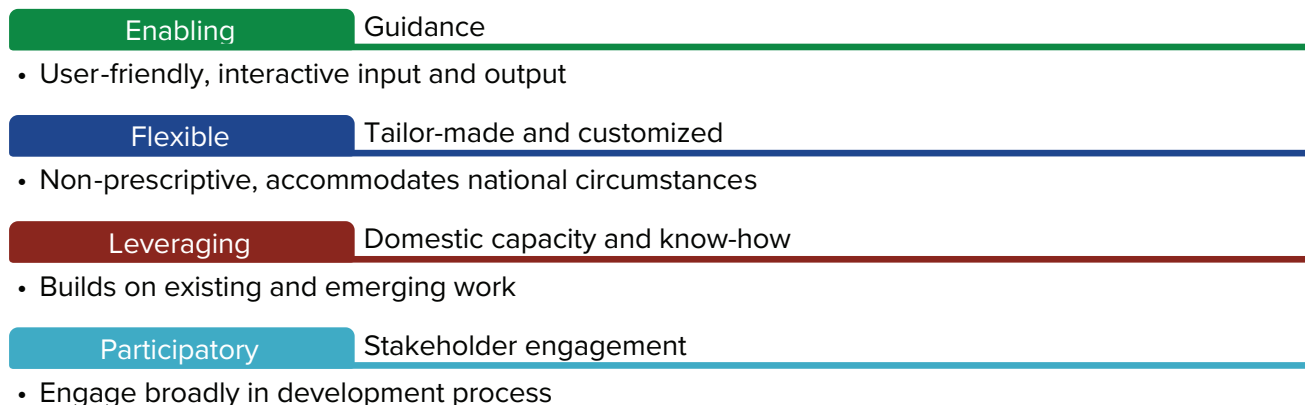 Enabling Guidance
• User-friendly, interactive input and output
Flexible Tailor-made and customized
• Non-prescriptive, accommodates national circumstances
Leveraging Domestic capacity and know-how
• Builds on existing and emerging work
Participatory Stakeholder engagement
• Engage broadly in development process